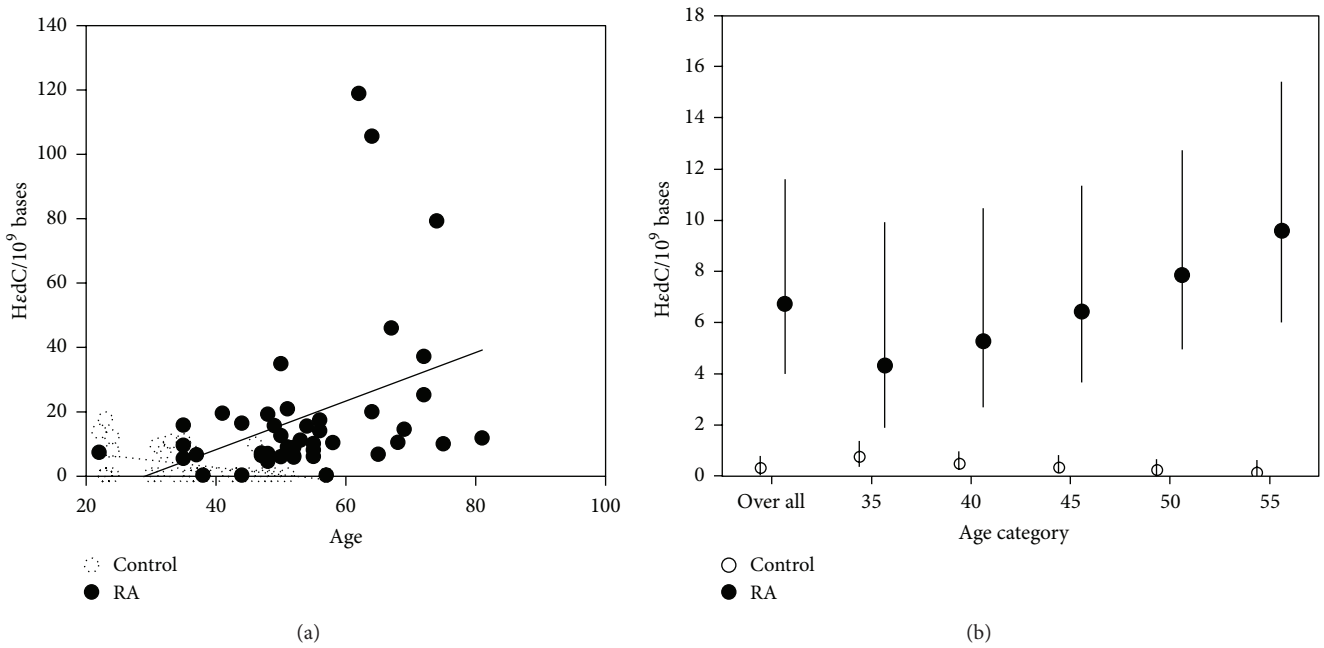 140
120
100
80
60
40
20
0
HεdC/10⁹ bases
20 40 60 80 100
Age
Control
RA
(a)
18
16
14
12
10
8
6
4
2
0
HεdC/10⁹ bases
Over all 35 40 45 50 55
Age category
Control
RA
(b)